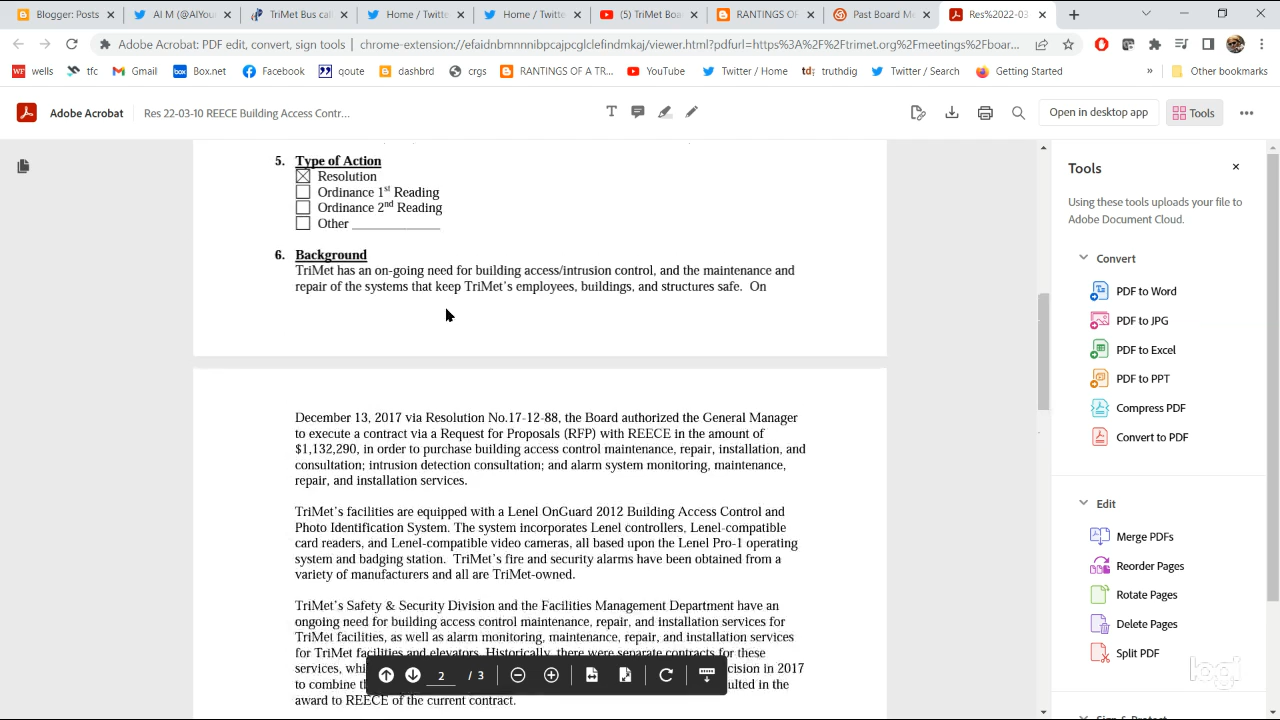 Blogger: Posts
AI M (@AIYour
TriMet Bus caj
Home / Twitte
Home / Twitte
(5) TriMet Boa
RANTINGS OF
Past Board Me
Res%2022-03
Adobe Acrobat: PDF edit, convert, sign tools | chrome-extension://efaidnbmnnnibpcajpcglclefindmkaj/viewer.html?pdfurl=https%3A%2F%2Ftrimet.org%2Fmeetings%2Fboar...
wells tfc Gmail Box.net Facebook qoute dashbrd crgs RANTINGS OF A TR... YouTube Twitter / Home truthdig Twitter / Search Getting Started » Other bookmarks
Adobe Acrobat Res 22-03-10 REECE Building Access Contr... Open in desktop app Tools
5. Type of Action
Resolution
Ordinance 1st Reading
Ordinance 2nd Reading
Other
6. Background
TriMet has an on-going need for building access/intrusion control, and the maintenance and
repair of the systems that keep TriMet's employees, buildings, and structures safe. On
December 13, 2017 via Resolution No.17-12-88, the Board authorized the General Manager
to execute a contract via a Request for Proposals (RFP) with REECE in the amount of
$1,132,290, in order to purchase building access control maintenance, repair, installation, and
consultation; intrusion detection consultation; and alarm system monitoring, maintenance,
repair, and installation services.
TriMet's facilities are equipped with a Lenel OnGuard 2012 Building Access Control and
Photo Identification System. The system incorporates Lenel controllers, Lenel-compatible
card readers, and Lenel-compatible video cameras, all based upon the Lenel Pro-1 operating
system and badging station. TriMet's fire and security alarms have been obtained from a
variety of manufacturers and all are TriMet-owned.
TriMet's Safety & Security Division and the Facilities Management Department have an
ongoing need for building access control maintenance, repair, and installation services for
TriMet facilities, as well as alarm monitoring, maintenance, repair, and installation services
for TriMet facilities and elevators. Historically, there were separate contracts for these
services, whi cision in 2017
to combine th ulted in the
award to REECE of the current contract.
2 / 3
Tools
Using these tools uploads your file to
Adobe Document Cloud.
Convert
PDF to Word
PDF to JPG
PDF to Excel
PDF to PPT
Compress PDF
Convert to PDF
Edit
Merge PDFs
Reorder Pages
Rotate Pages
Delete Pages
Split PDF
logi